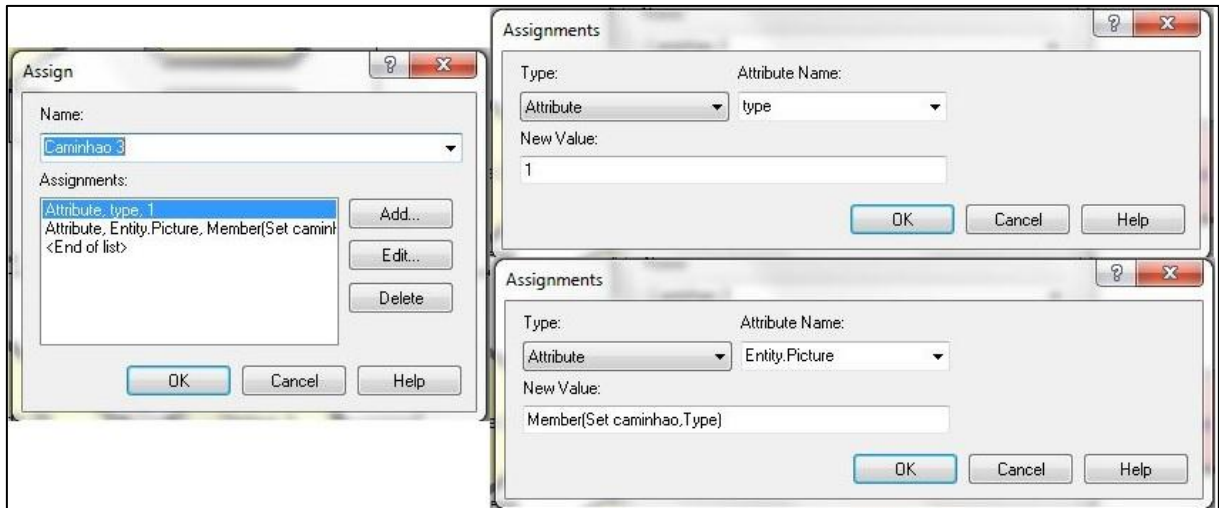 Assign
Name:
Caminhao 3
Assignments:
Attribute, type, 1
Attribute, Entity.Picture, Member(Set caminh
<End of list>
Add...
Edit...
Delete
OK Cancel Help
Assignments
Type: Attribute Name:
Attribute type
New Value:
1
OK Cancel Help
Assignments
Type: Attribute Name:
Attribute Entity.Picture
New Value:
Member(Set caminhao,Type)
OK Cancel Help